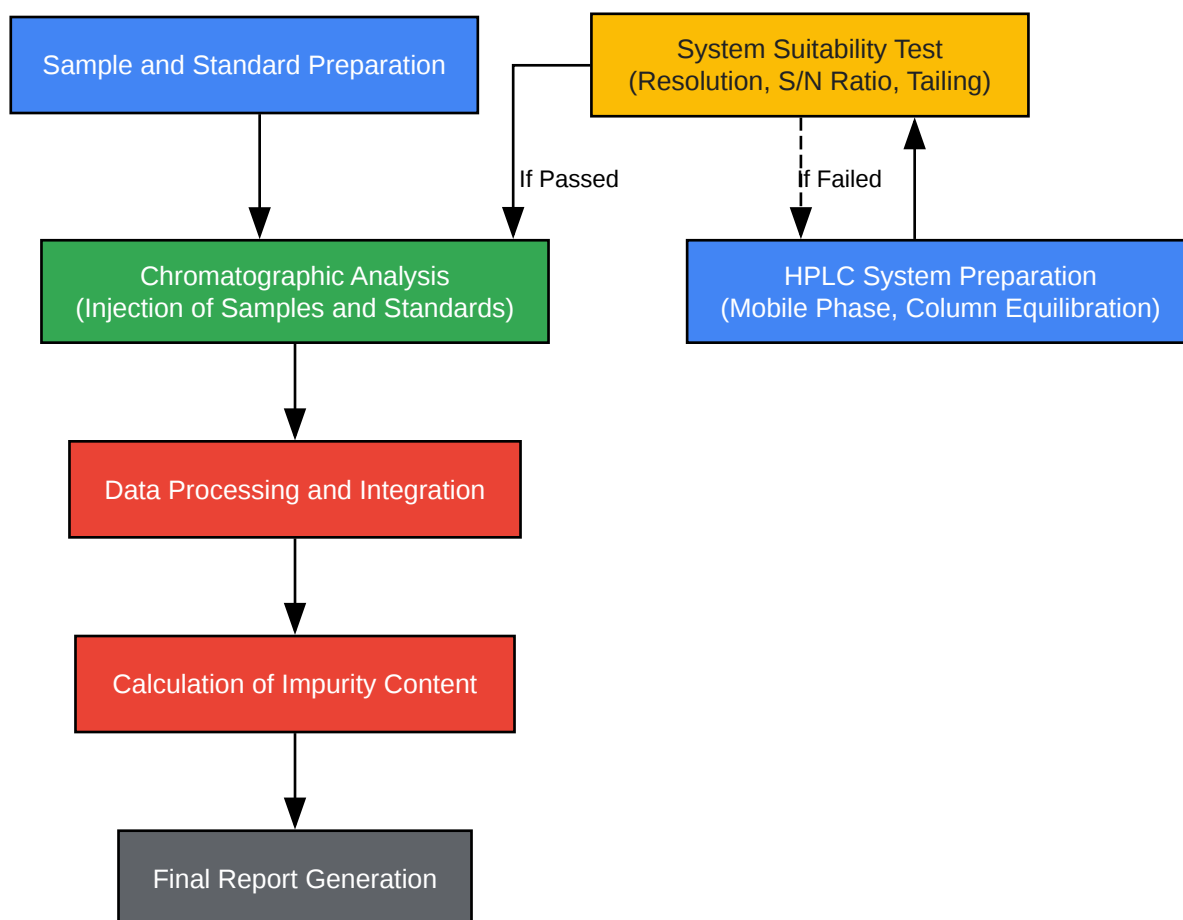 Sample and Standard Preparation
System Suitability Test
(Resolution, S/N Ratio, Tailing)
If Passed
If Failed
Chromatographic Analysis
(Injection of Samples and Standards)
HPLC System Preparation
(Mobile Phase, Column Equilibration)
Data Processing and Integration
Calculation of Impurity Content
Final Report Generation